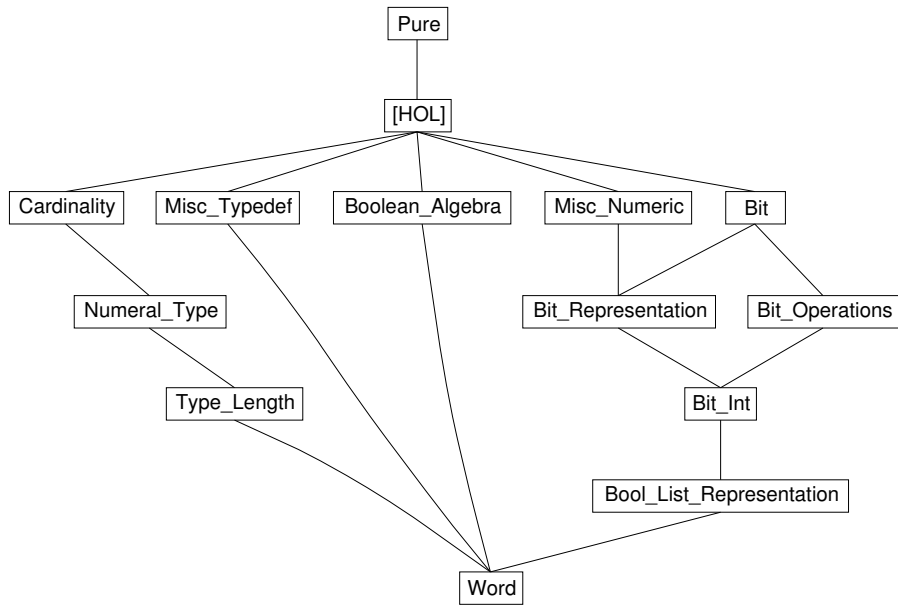 Pure
[HOL]
Cardinality
Misc_Typedef
Boolean_Algebra
Misc_Numeric
Bit
Numeral_Type
Bit_Representation
Bit_Operations
Type_Length
Bit_Int
Bool_List_Representation
Word